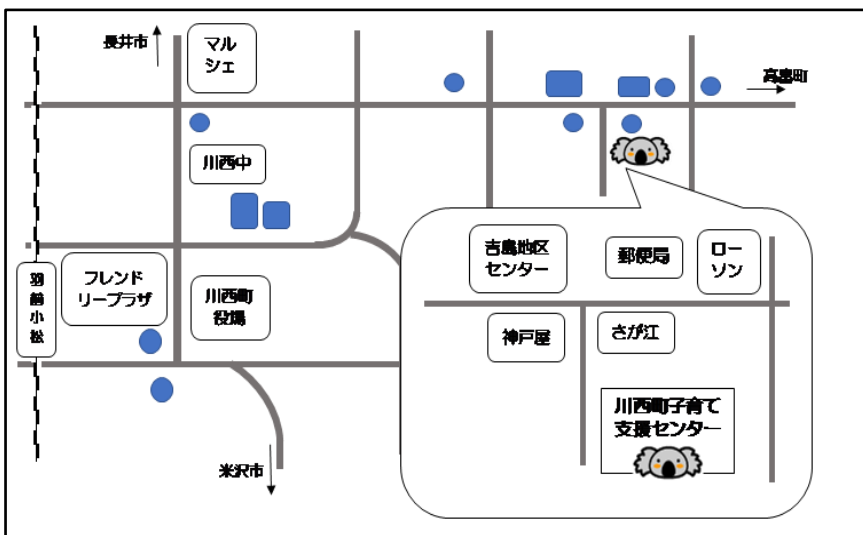 長井市
マル
シェ
高畠町
川西中
吉島地区
センター
郵便局
ロー
ソン
羽前小松
フレンド
リープラザ
川西町
役場
神戸屋
さが江
川西町子育て
支援センター
米沢市